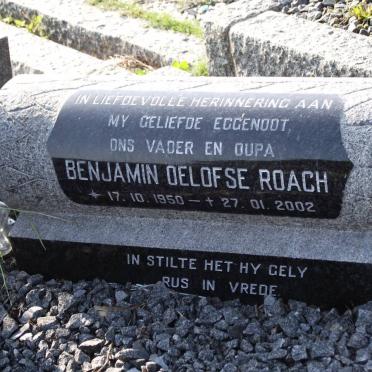 IN LIEFDEVOLLE HERINNERING AAN
MY GELIEFDE EGGENOOT,
ONS VADER EN OUPA
BENJAMIN OELOFSE ROACH
* 17. 10. 1950 – † 27. 01. 2002
IN STILTE HET HY GELY
RUS IN VREDE